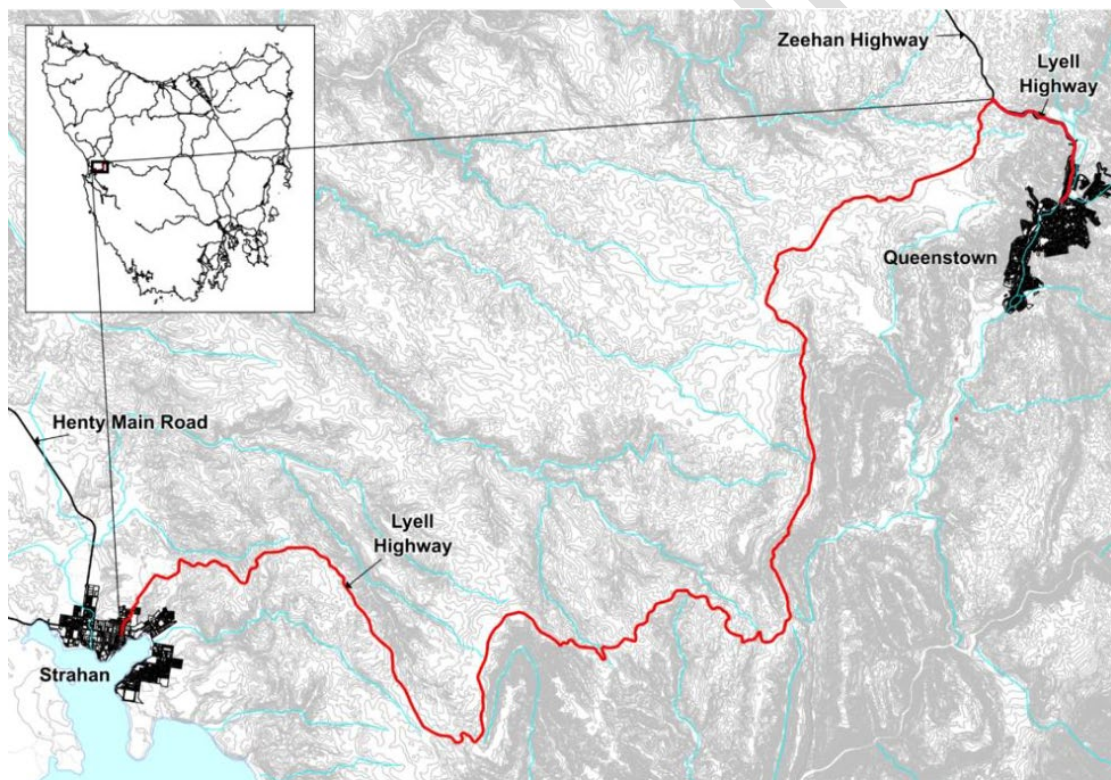 Zeehan Highway
Lyell
Highway
Queenstown
Henty Main Road
Lyell
Highway
Strahan